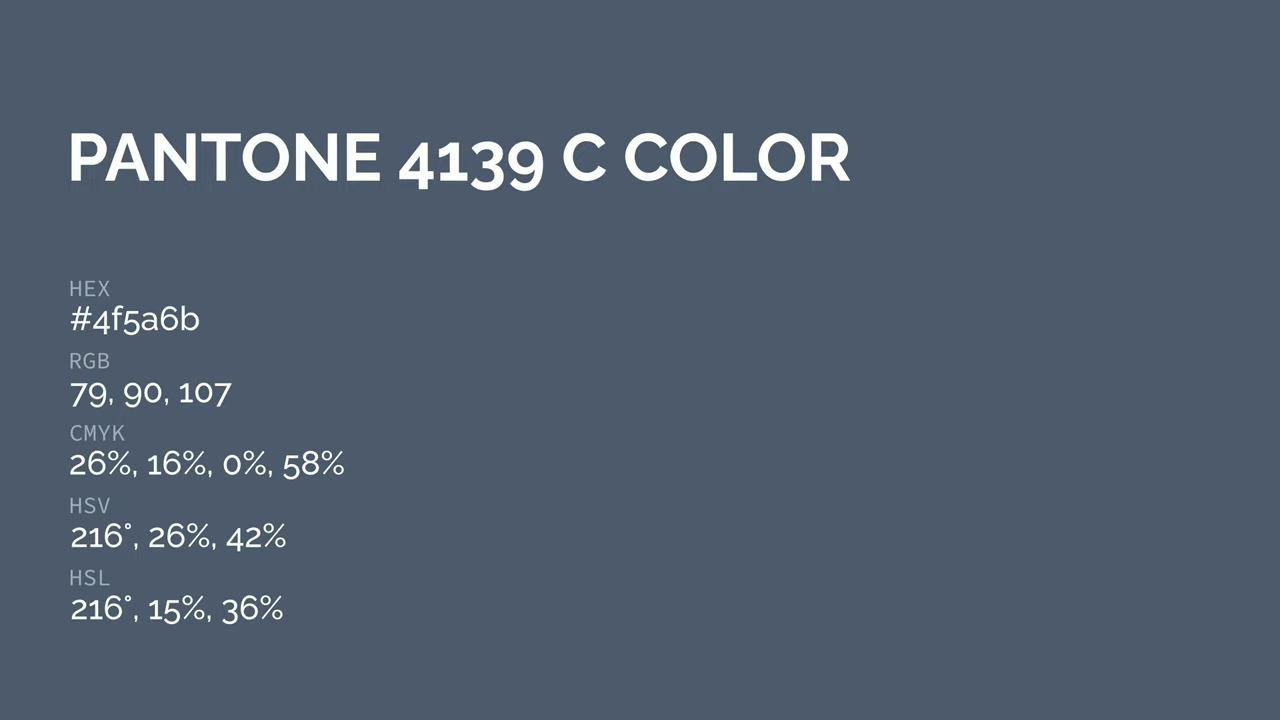 PANTONE 4139 C COLOR
HEX
#4f5a6b
RGB
79, 90, 107
CMYK
26%, 16%, 0%, 58%
HSV
216°, 26%, 42%
HSL
216°, 15%, 36%